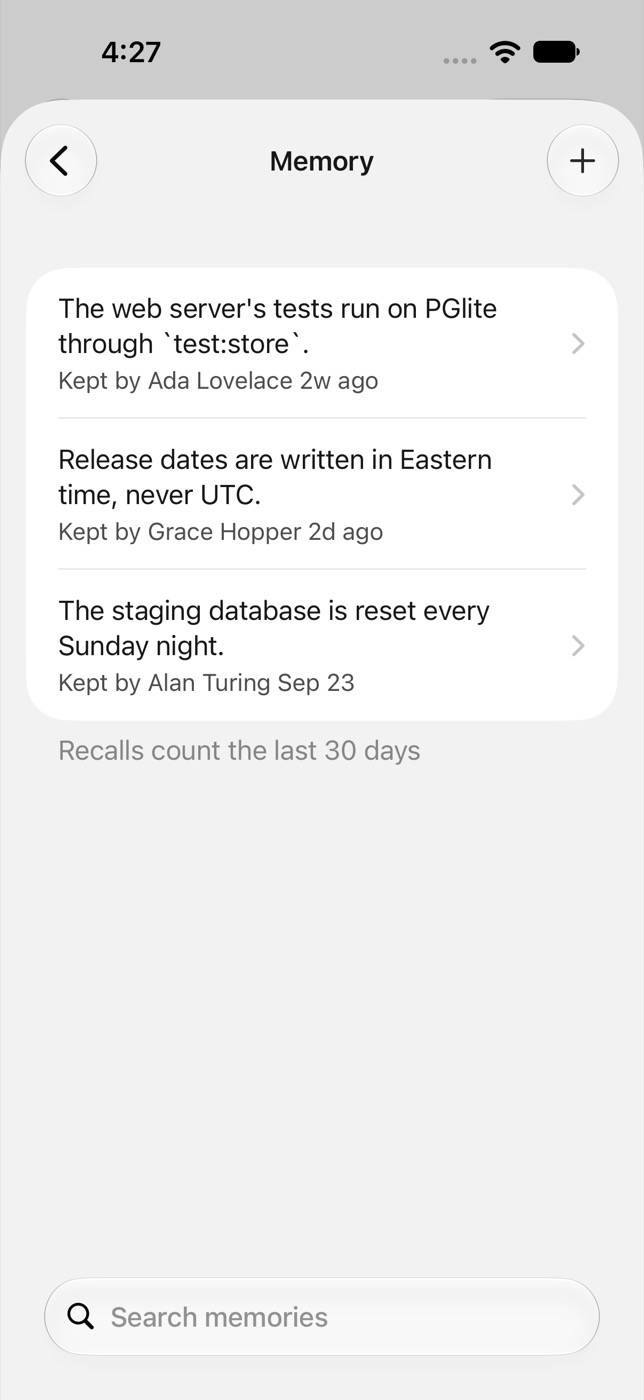 4:27
Memory
The web server's tests run on PGlite
through `test:store`.
Kept by Ada Lovelace 2w ago
Release dates are written in Eastern
time, never UTC.
Kept by Grace Hopper 2d ago
The staging database is reset every
Sunday night.
Kept by Alan Turing Sep 23
Recalls count the last 30 days
Search memories